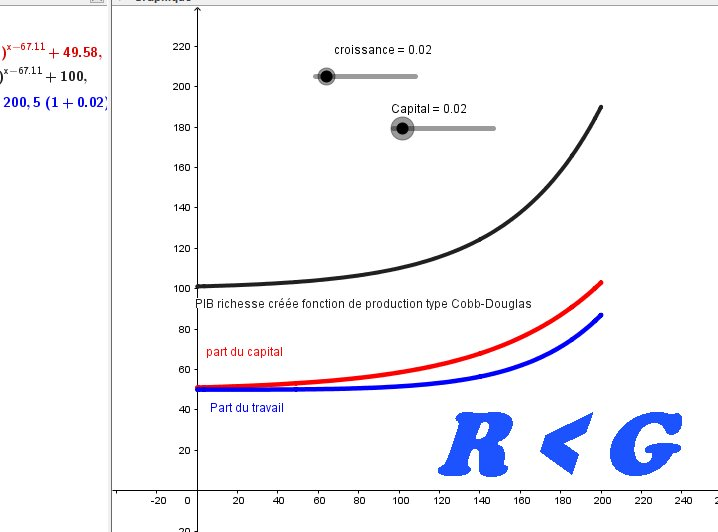 )^x−67.11 + 49.58,
)^x−67.11 + 100,
200, 5 (1 + 0.02)
croissance = 0.02
Capital = 0.02
220
200
180
160
140
120
100
PIB richesse créée fonction de production type Cobb-Douglas
80
part du capital
60
Part du travail
40
R < G
20
-20 0 20 40 60 80 100 120 140 160 180 200 220 240